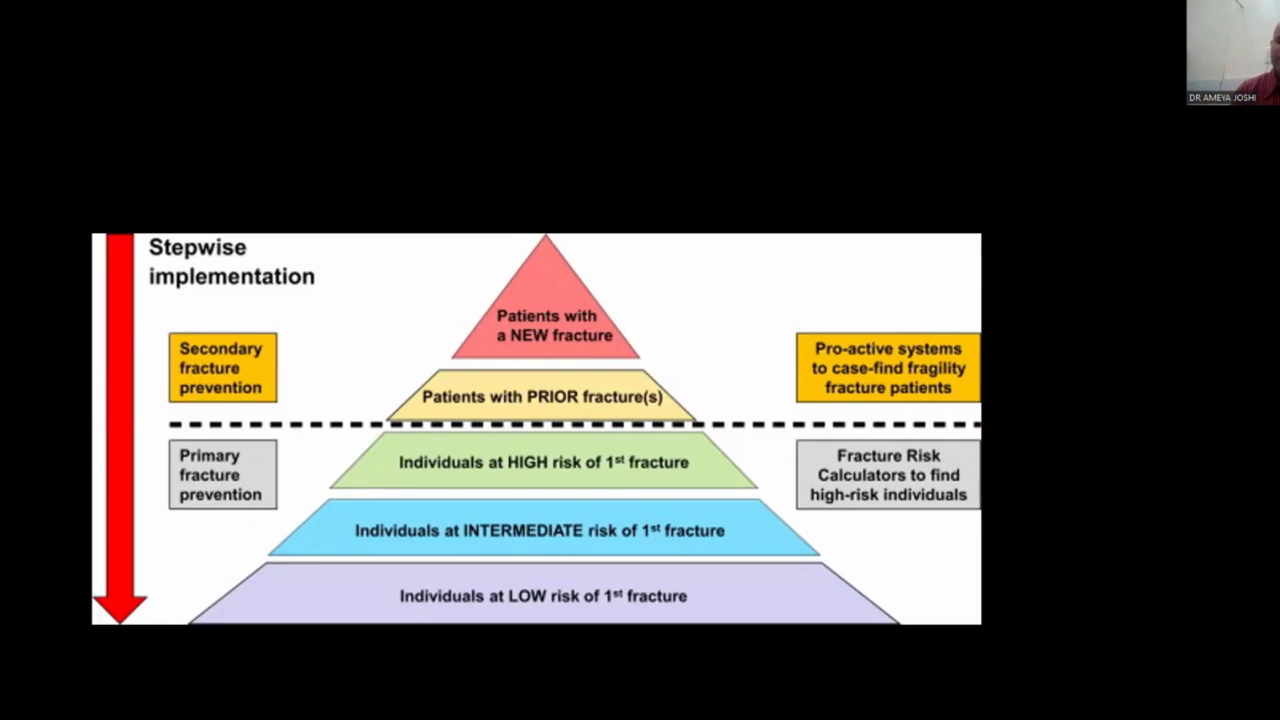 DR AMEYA JOSHI
Stepwise
implementation
Patients with
a NEW fracture
Secondary
fracture
prevention
Pro-active systems
to case-find fragility
fracture patients
Patients with PRIOR fracture(s)
Primary
fracture
prevention
Individuals at HIGH risk of 1st fracture
Fracture Risk
Calculators to find
high-risk individuals
Individuals at INTERMEDIATE risk of 1st fracture
Individuals at LOW risk of 1st fracture